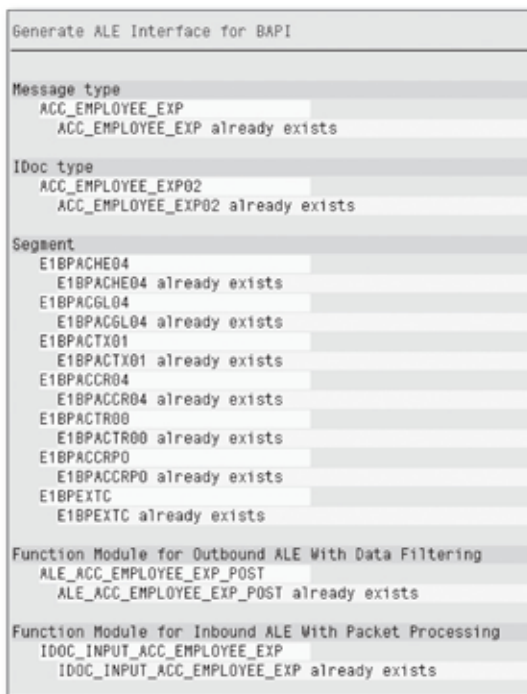 Generate ALE Interface for BAPI
Message type
ACC_EMPLOYEE_EXP
ACC_EMPLOYEE_EXP already exists
IDoc type
ACC_EMPLOYEE_EXP02
ACC_EMPLOYEE_EXP02 already exists
Segment
E1BPACHE04
E1BPACHE04 already exists
E1BPACGL04
E1BPACGL04 already exists
E1BPACTX01
E1BPACTX01 already exists
E1BPACCR04
E1BPACCR04 already exists
E1BPACTR00
E1BPACTR00 already exists
E1BPACCRPO
E1BPACCRPO already exists
E1BPEXTC
E1BPEXTC already exists
Function Module for Outbound ALE With Data Filtering
ALE_ACC_EMPLOYEE_EXP_POST
ALE_ACC_EMPLOYEE_EXP_POST already exists
Function Module for Inbound ALE With Packet Processing
IDOC_INPUT_ACC_EMPLOYEE_EXP
IDOC_INPUT_ACC_EMPLOYEE_EXP already exists